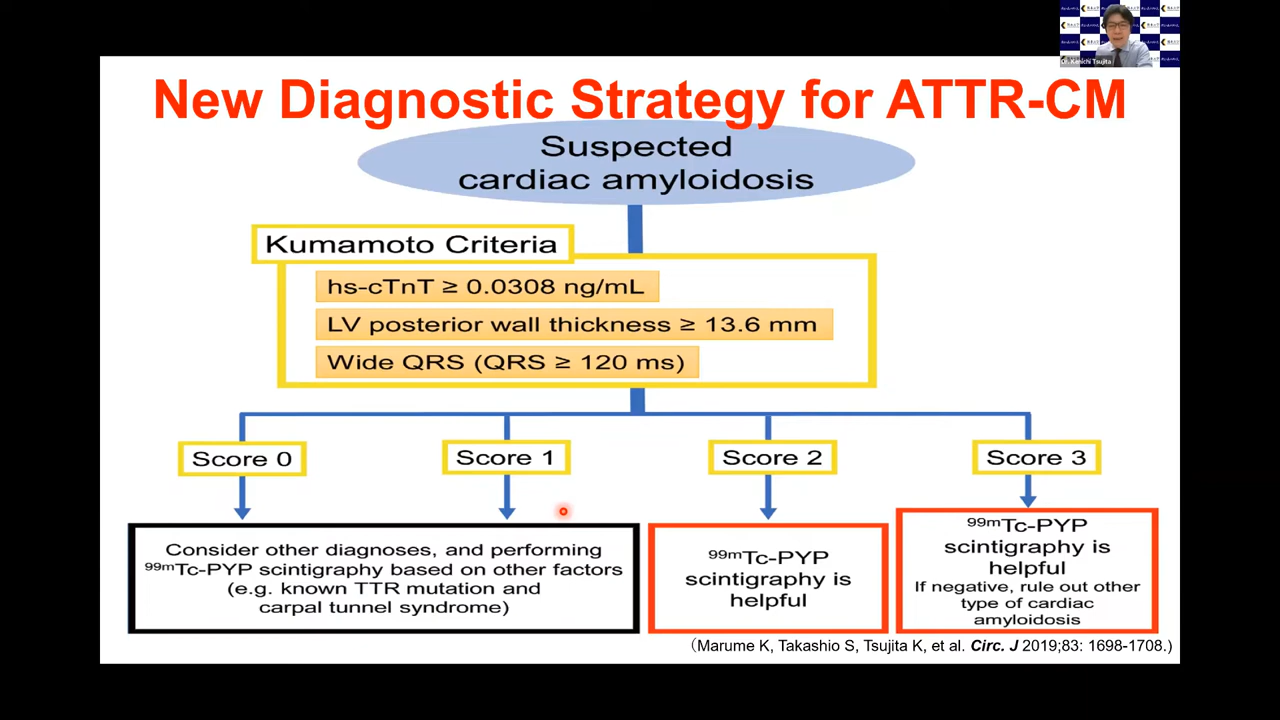 New Diagnostic Strategy for ATTR-CM
Suspected
cardiac amyloidosis
Kumamoto Criteria
hs-cTnT ≥ 0.0308 ng/mL
LV posterior wall thickness ≥ 13.6 mm
Wide QRS (QRS ≥ 120 ms)
Score 0
Score 1
Score 2
Score 3
Consider other diagnoses, and performing
⁹⁹ᵐTc-PYP scintigraphy based on other factors
(e.g. known TTR mutation and
carpal tunnel syndrome)
⁹⁹ᵐTc-PYP
scintigraphy is
helpful
⁹⁹ᵐTc-PYP
scintigraphy is
helpful
If negative, rule out other
type of cardiac
amyloidosis
(Marume K, Takashio S, Tsujita K, et al. Circ. J 2019;83: 1698-1708.)
Dr. Kenichi Tsujita